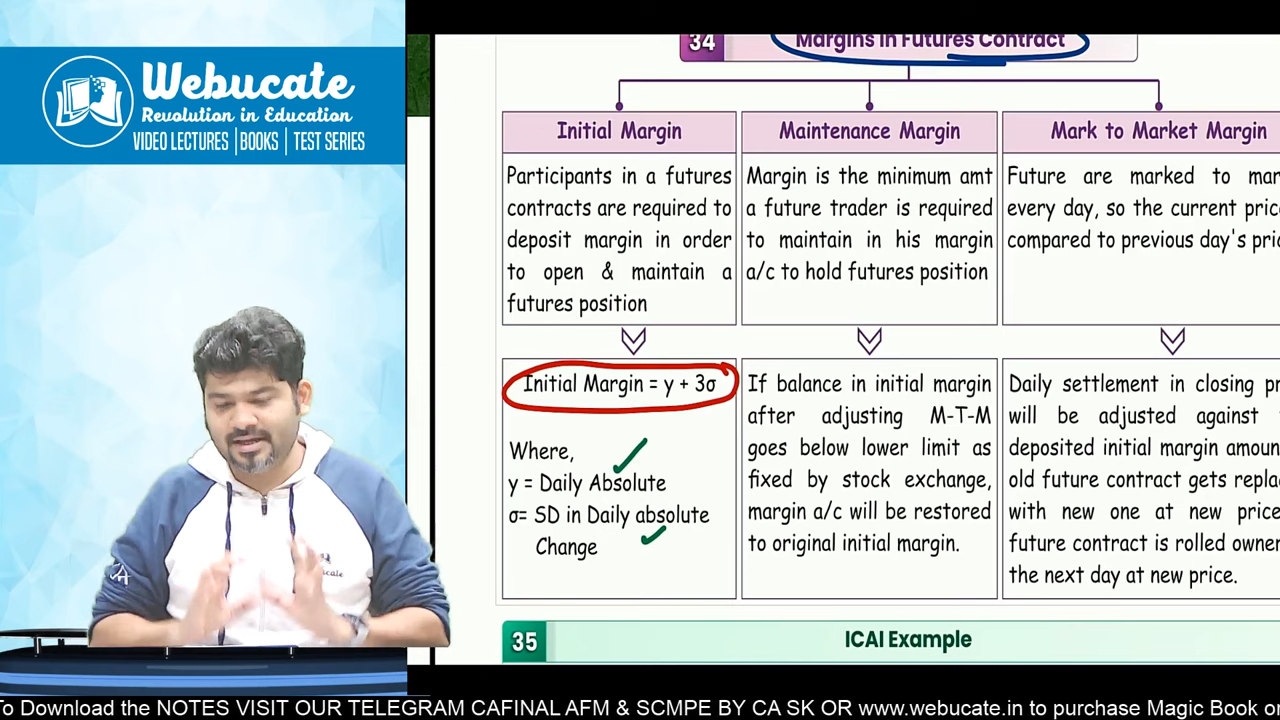 Webucate
Revolution in Education
VIDEO LECTURES | BOOKS | TEST SERIES
34
Margins in Futures Contract
Initial Margin
Participants in a futures
contracts are required to
deposit margin in order
to open & maintain a
futures position
Initial Margin = y + 3σ
Where,
y = Daily Absolute
σ= SD in Daily absolute
Change
Maintenance Margin
Margin is the minimum amt
a future trader is required
to maintain in his margin
a/c to hold futures position
If balance in initial margin
after adjusting M-T-M
goes below lower limit as
fixed by stock exchange,
margin a/c will be restored
to original initial margin.
Mark to Market Margin
Future are marked to mar
every day, so the current pric
compared to previous day's pric
Daily settlement in closing pr
will be adjusted against
deposited initial margin amoun
old future contract gets repla
with new one at new price
future contract is rolled owner
the next day at new price.
35
ICAI Example
To Download the NOTES VISIT OUR TELEGRAM CAFINAL AFM & SCMPE BY CA SK OR www.webucate.in to purchase Magic Book o